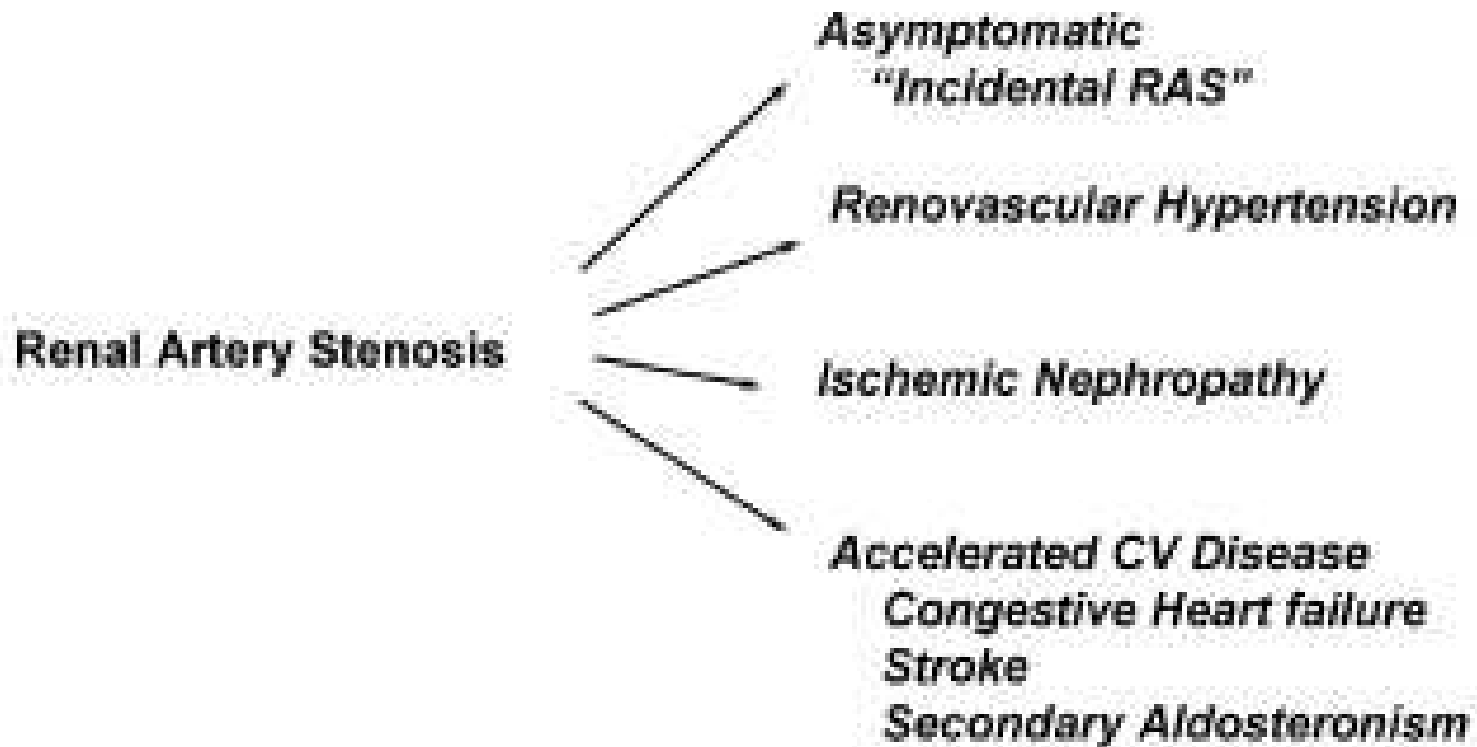 Asymptomatic
"Incidental RAS"
Renovascular Hypertension
Renal Artery Stenosis
Ischemic Nephropathy
Accelerated CV Disease
Congestive Heart failure
Stroke
Secondary Aldosteronism